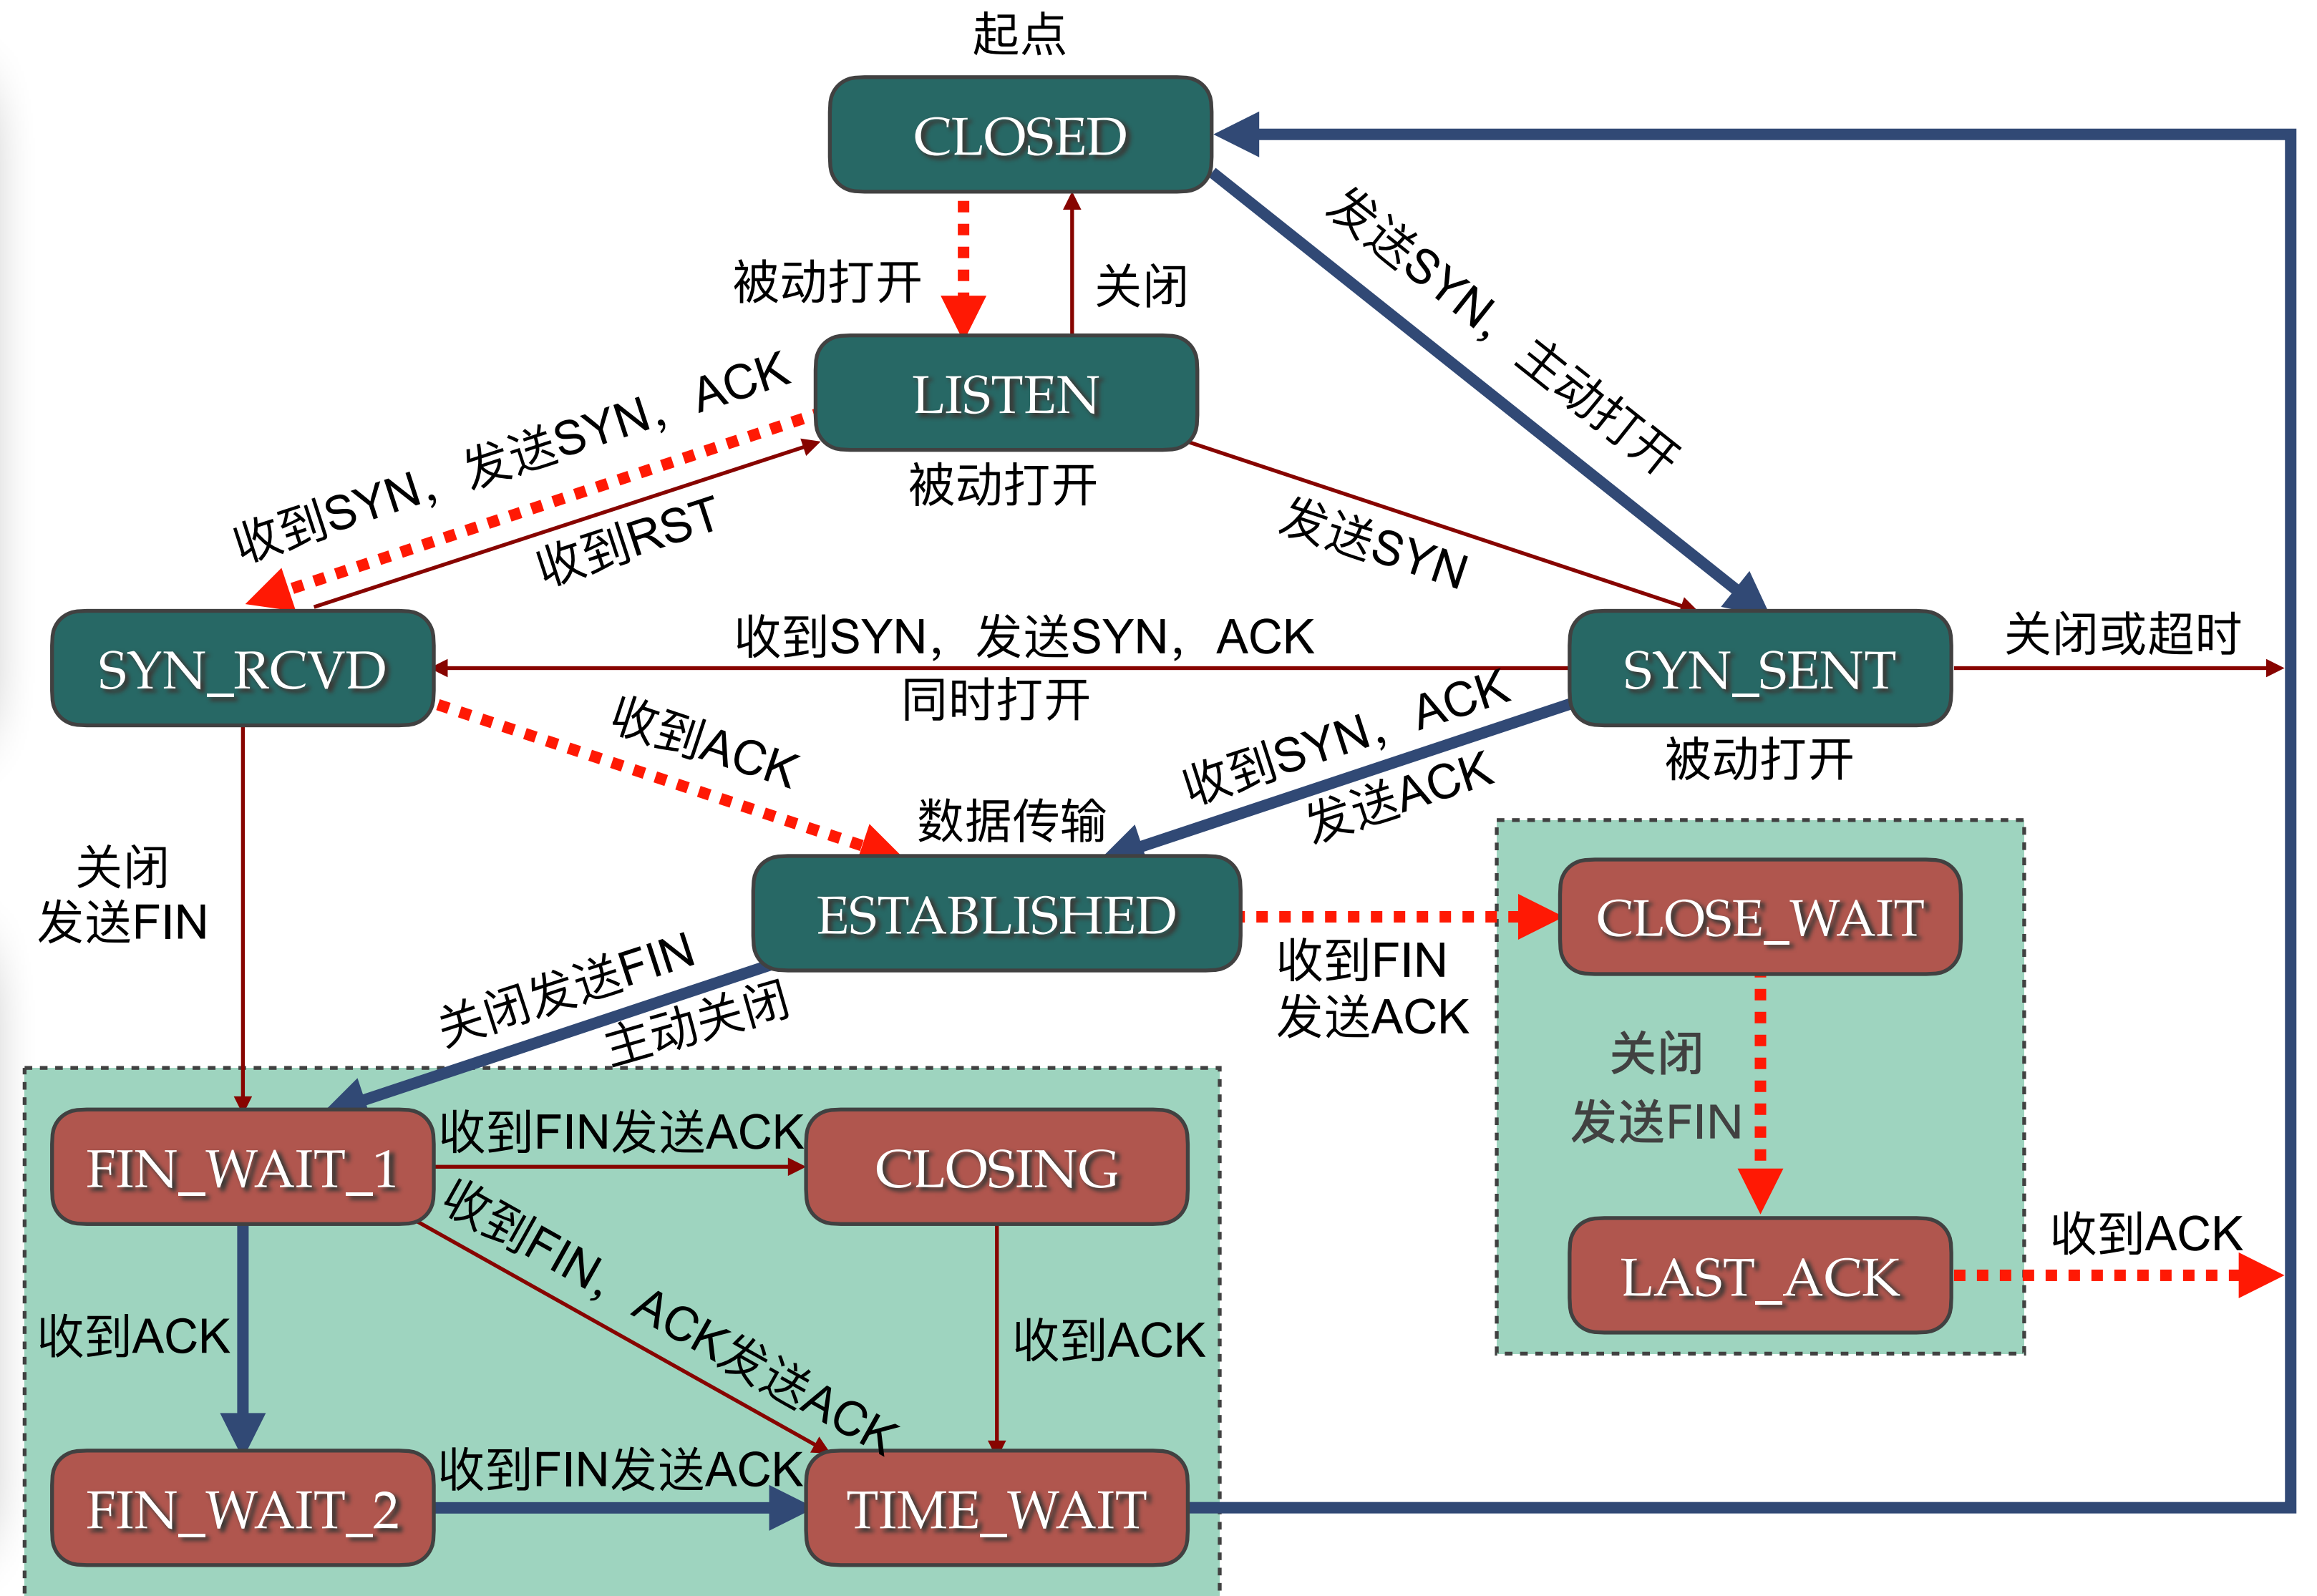 起点
CLOSED
被动打开
关闭
发送SYN，主动打开
LISTEN
被动打开
收到SYN，发送SYN，ACK
收到RST
发送SYN
SYN_RCVD
收到SYN，发送SYN，ACK
同时打开
SYN_SENT
关闭或超时
被动打开
收到ACK
收到SYN，ACK
发送ACK
数据传输
ESTABLISHED
关闭
发送FIN
收到FIN
发送ACK
CLOSE_WAIT
关闭发送FIN
主动关闭
关闭
发送FIN
FIN_WAIT_1
收到FIN发送ACK
CLOSING
收到FIN，ACK发送ACK
LAST_ACK
收到ACK
收到ACK
收到ACK
FIN_WAIT_2
收到FIN发送ACK
TIME_WAIT